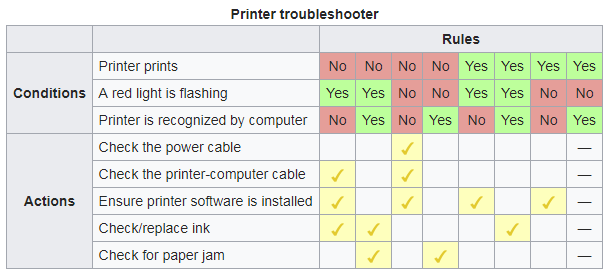 Printer troubleshooter
Rules
Conditions
Printer prints No No No No Yes Yes Yes Yes
A red light is flashing Yes Yes No No Yes Yes No No
Printer is recognized by computer No Yes No Yes No Yes No Yes
Actions
Check the power cable ✓ —
Check the printer-computer cable ✓ ✓ —
Ensure printer software is installed ✓ ✓ ✓ ✓ —
Check/replace ink ✓ ✓ ✓ —
Check for paper jam ✓ ✓ —